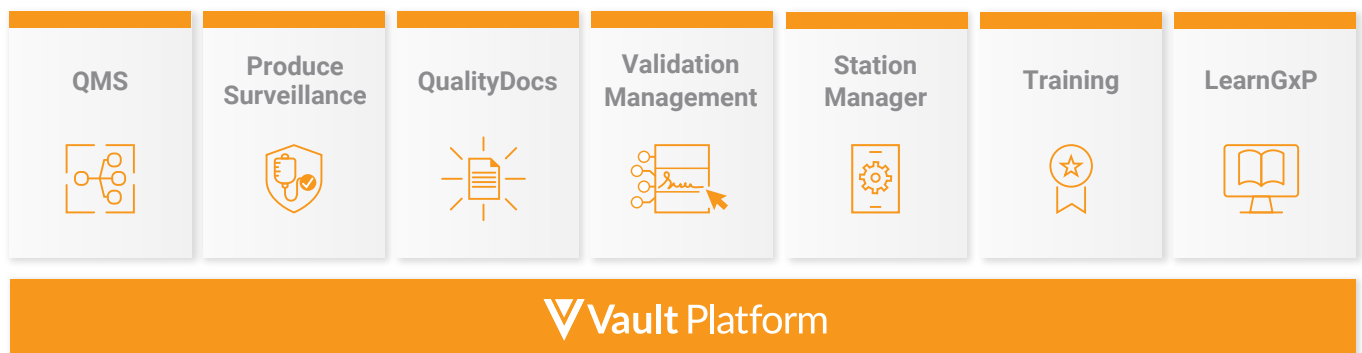 QMS
Produce
Surveillance
QualityDocs
Validation
Management
Station
Manager
Training
LearnGxP
Vault Platform